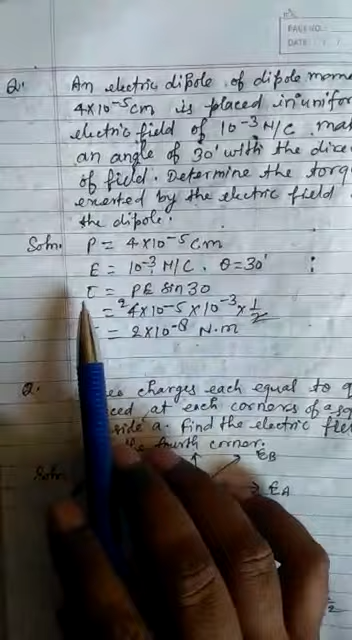 PAGE NO.:
DATE: / /
Q. An electric dipole of dipole mome
4×10⁻⁵cm is placed in unifor
electric field of 10⁻³ N/C mak
an angle of 30' with the direc
of field. Determine the torq
exerted by the electric field
the dipole.
Soln. P = 4×10⁻⁵ Cm
E = 10⁻³ N/C . θ = 30' :
τ = PE sin 30
= ²4×10⁻⁵×10⁻³×1/2
= 2×10⁻⁸ N.m
Q. charges each equal to q
ced at each corners of a sq
side a. Find the electric fie
the fourth corner.
Soln. EB
EA